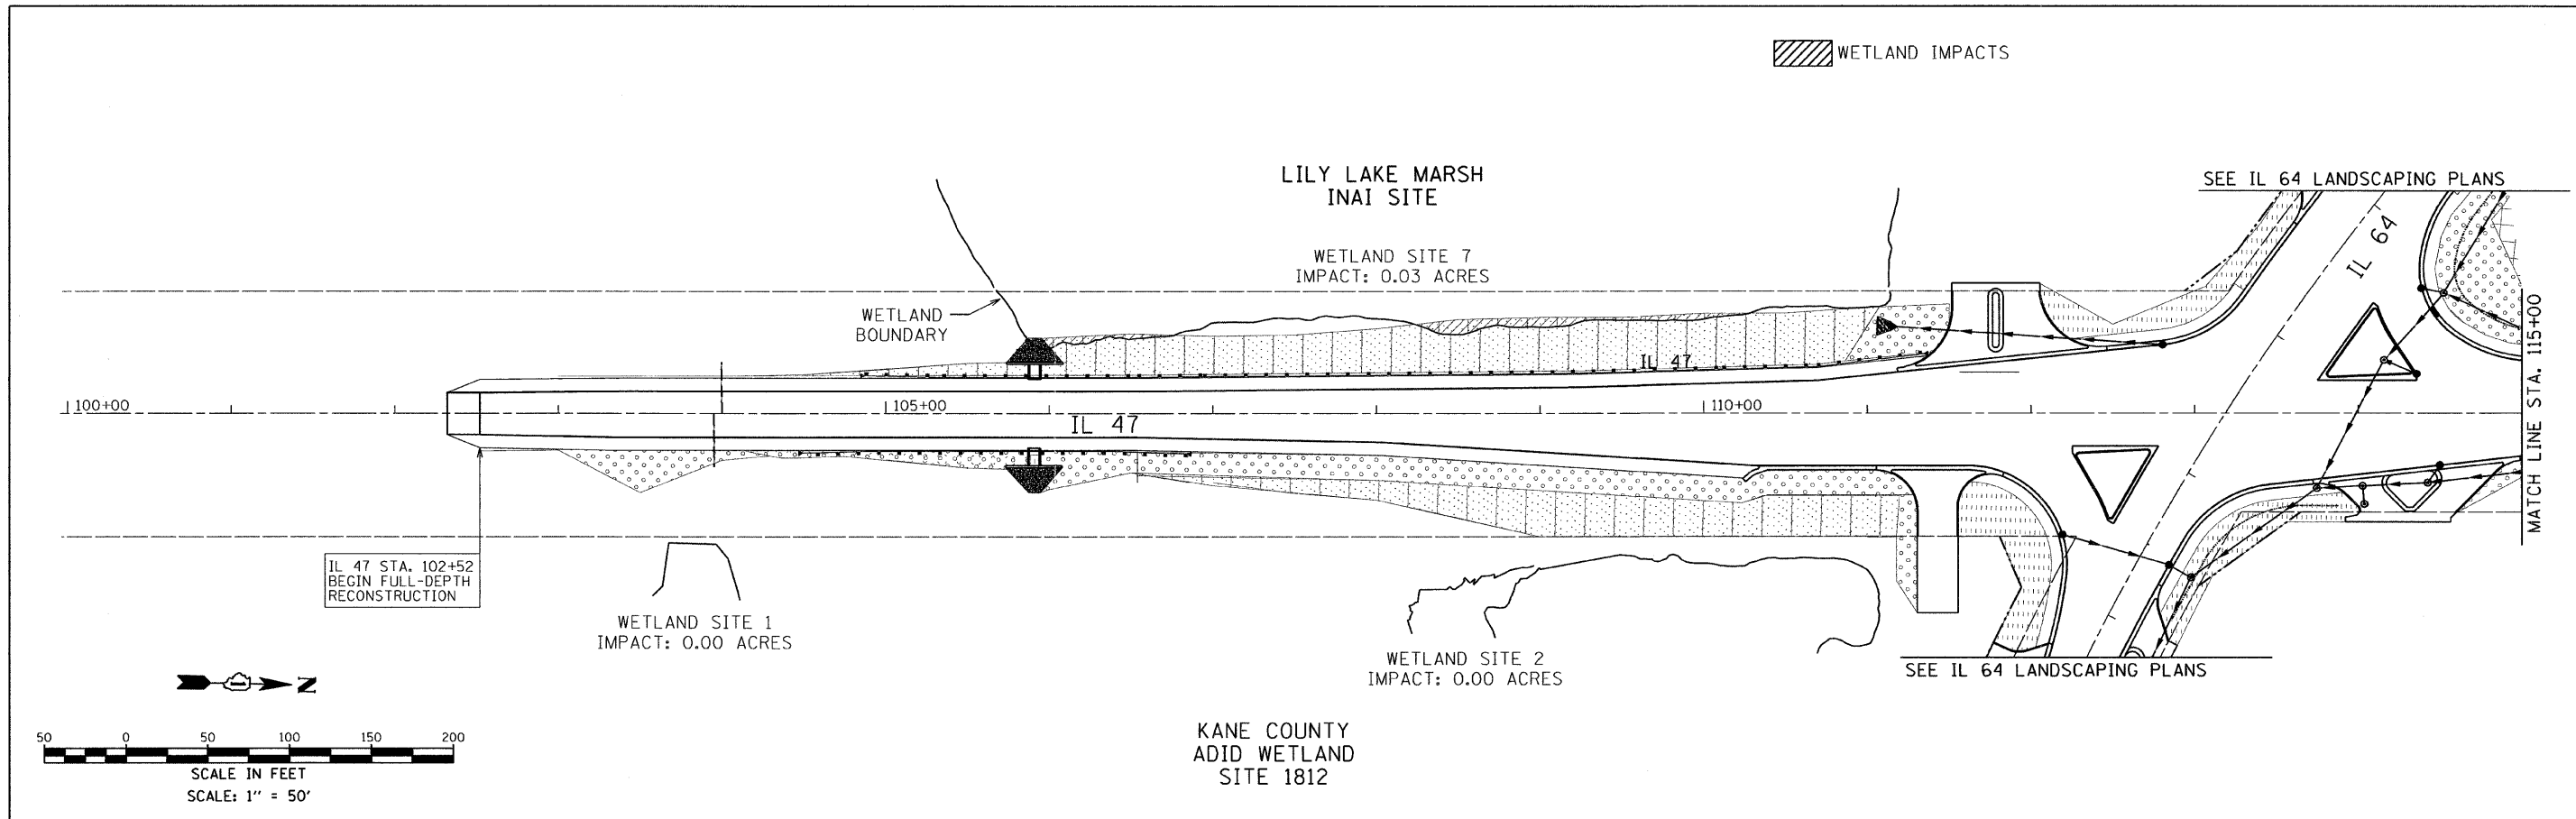 WETLAND IMPACTS
LILY LAKE MARSH
INAI SITE
SEE IL 64 LANDSCAPING PLANS
IL 64
WETLAND SITE 7
IMPACT: 0.03 ACRES
WETLAND
BOUNDARY
IL 47
MATCH LINE STA. 115+00
100+00
105+00
110+00
IL 47
IL 47 STA. 102+52
BEGIN FULL-DEPTH
RECONSTRUCTION
WETLAND SITE 1
IMPACT: 0.00 ACRES
WETLAND SITE 2
IMPACT: 0.00 ACRES
SEE IL 64 LANDSCAPING PLANS
N
KANE COUNTY
ADID WETLAND
SITE 1812
50 0 50 100 150 200
SCALE IN FEET
SCALE: 1'' = 50'